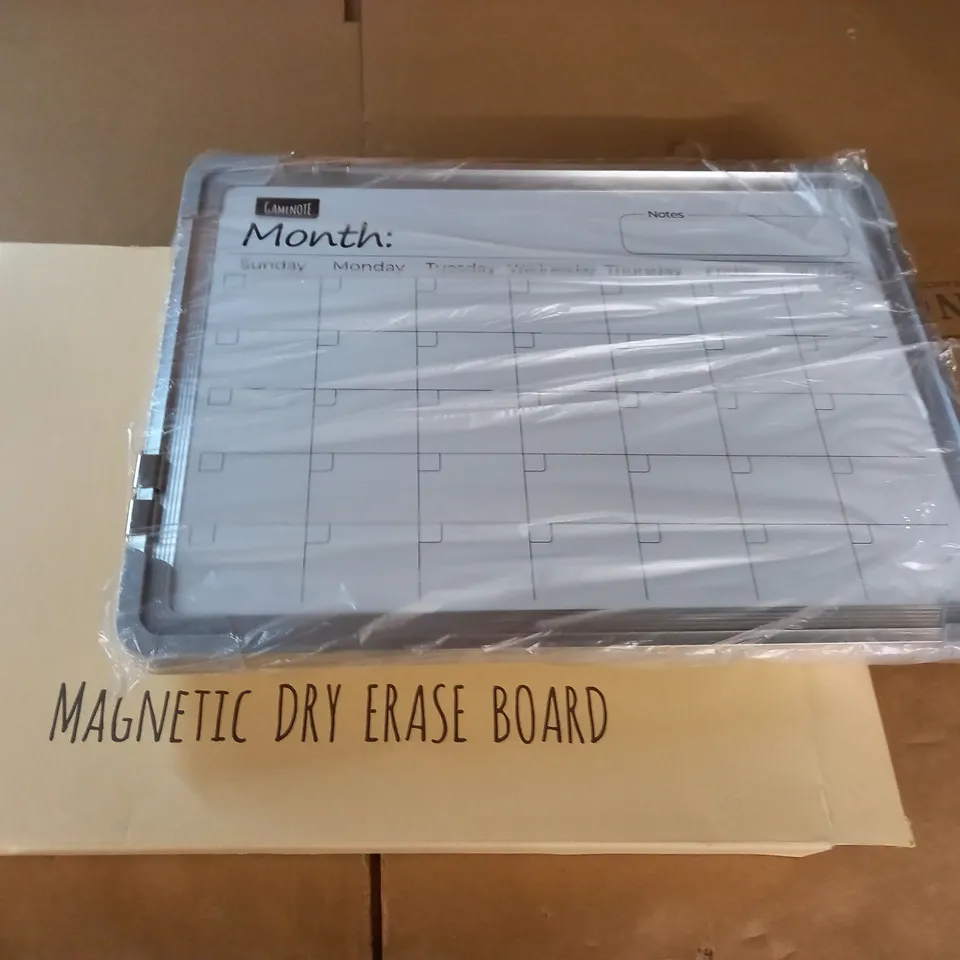 GAMENOTE
Month:
Notes
Sunday Monday Tuesday Wednesday Thursday
MAGNETIC DRY ERASE BOARD